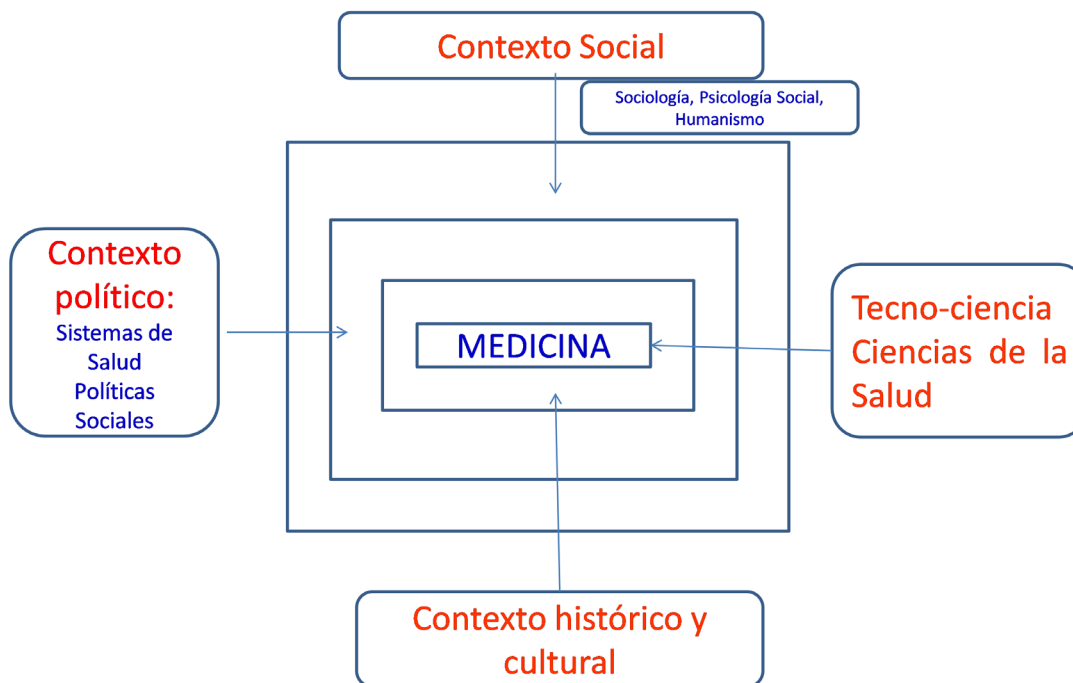 Contexto Social
Sociología, Psicología Social,
Humanismo
Contexto
político:
Sistemas de
Salud
Políticas
Sociales
MEDICINA
Tecno-ciencia
Ciencias de la
Salud
Contexto histórico y
cultural